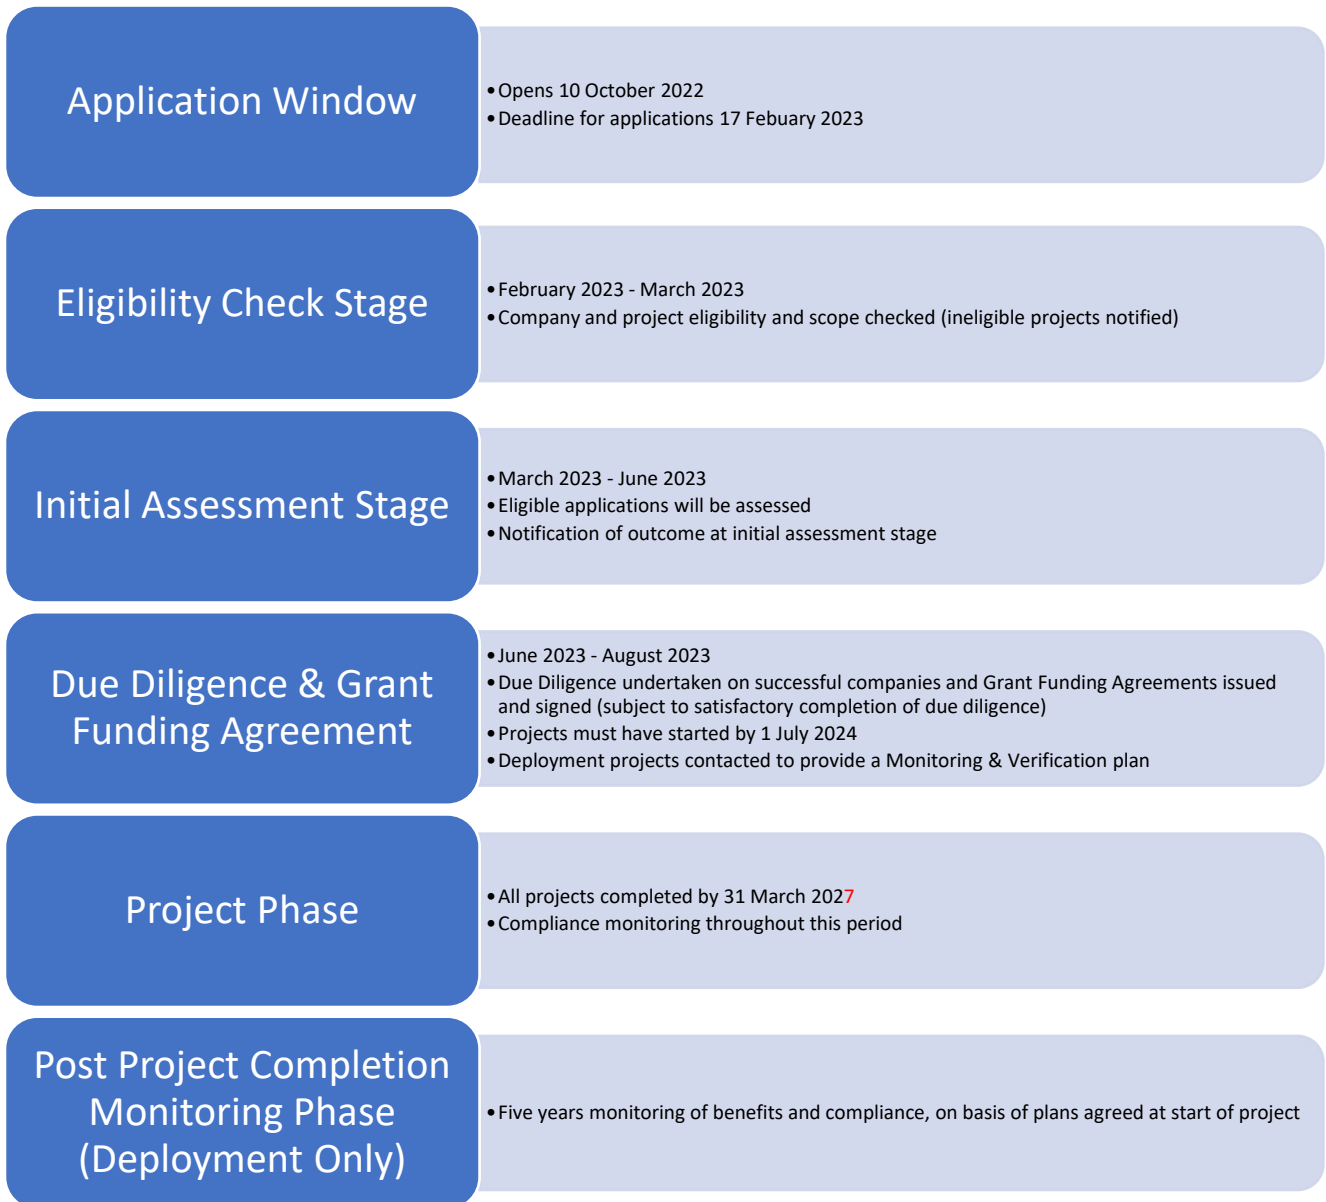 Application Window
•Opens 10 October 2022
•Deadline for applications 17 Febuary 2023
Eligibility Check Stage
•February 2023 - March 2023
•Company and project eligibility and scope checked (ineligible projects notified)
Initial Assessment Stage
•March 2023 - June 2023
•Eligible applications will be assessed
•Notification of outcome at initial assessment stage
Due Diligence & Grant
Funding Agreement
•June 2023 - August 2023
•Due Diligence undertaken on successful companies and Grant Funding Agreements issued
and signed (subject to satisfactory completion of due diligence)
•Projects must have started by 1 July 2024
•Deployment projects contacted to provide a Monitoring & Verification plan
Project Phase
•All projects completed by 31 March 2027
•Compliance monitoring throughout this period
Post Project Completion
Monitoring Phase
(Deployment Only)
•Five years monitoring of benefits and compliance, on basis of plans agreed at start of project